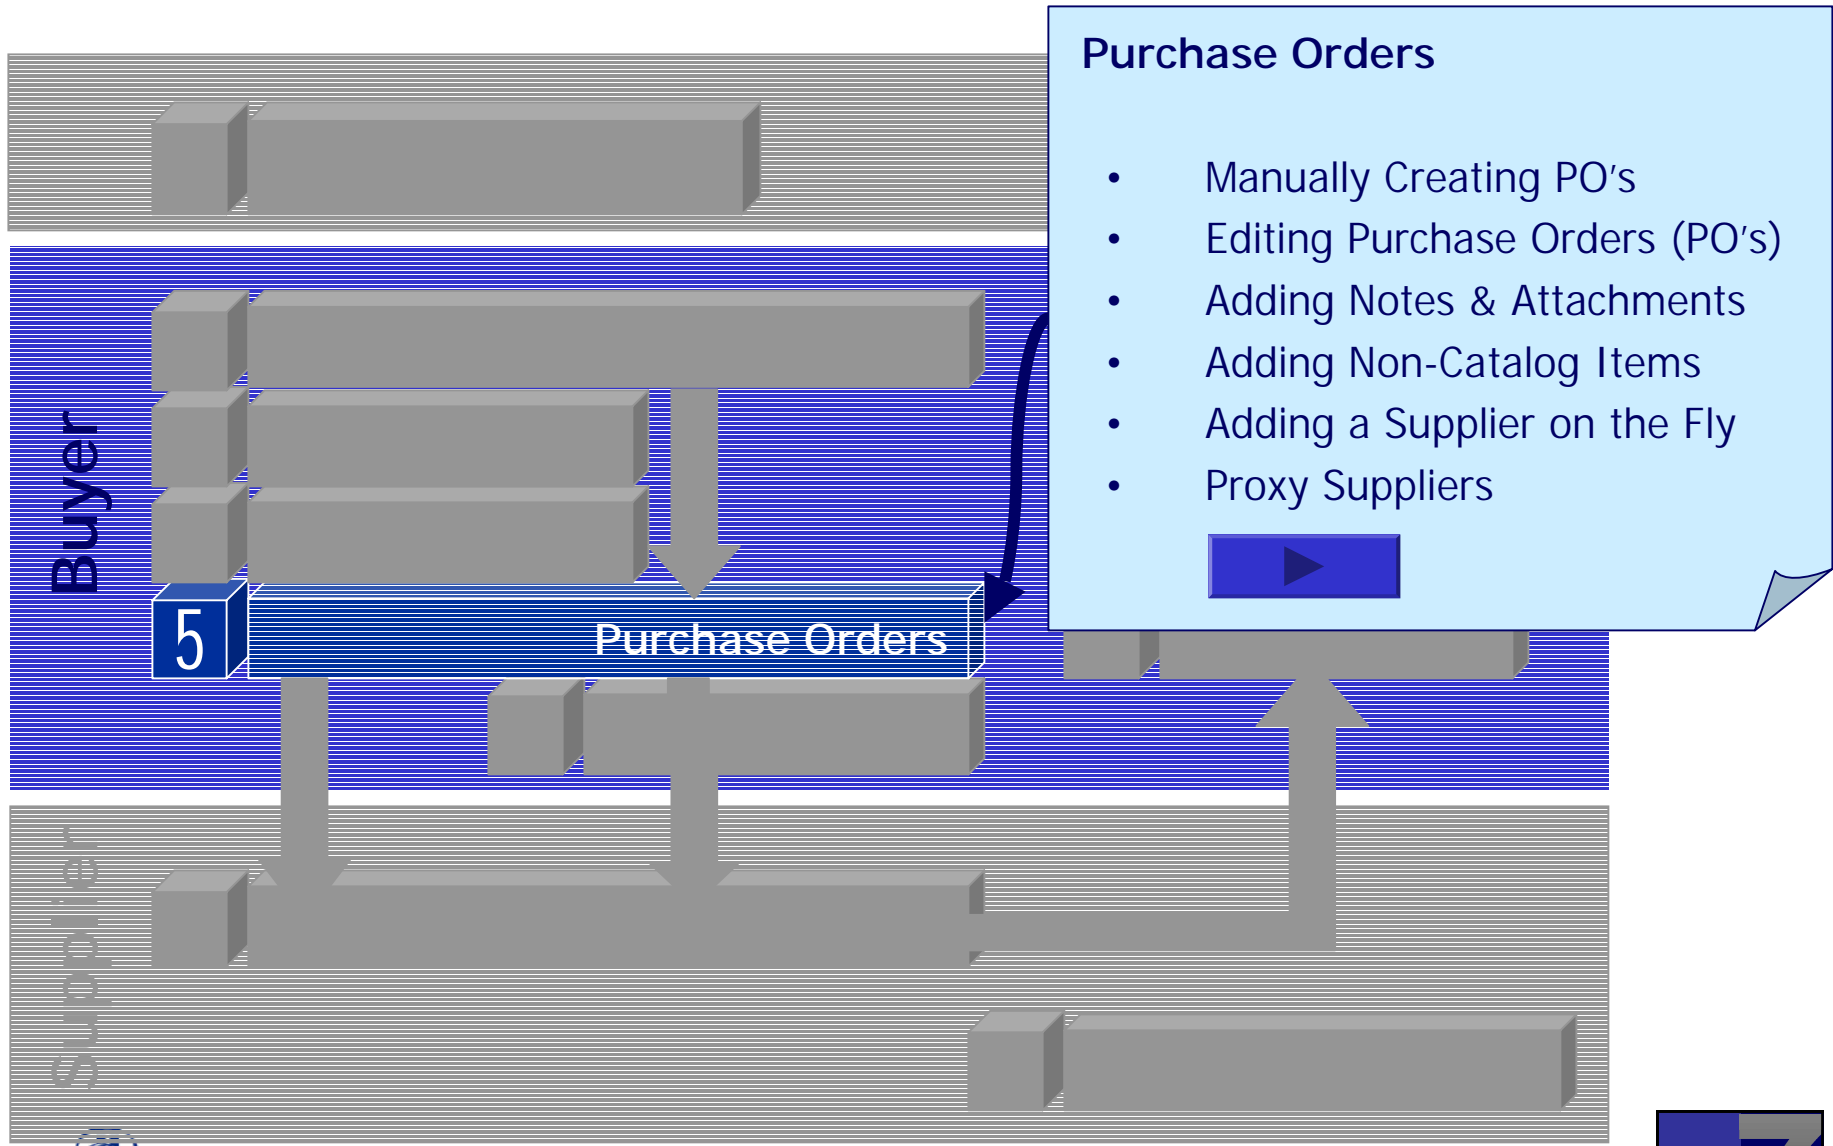 Purchase Orders
• Manually Creating PO's
• Editing Purchase Orders (PO's)
• Adding Notes & Attachments
• Adding Non-Catalog Items
• Adding a Supplier on the Fly
• Proxy Suppliers
Buyer
5
Purchase Orders
Supplier